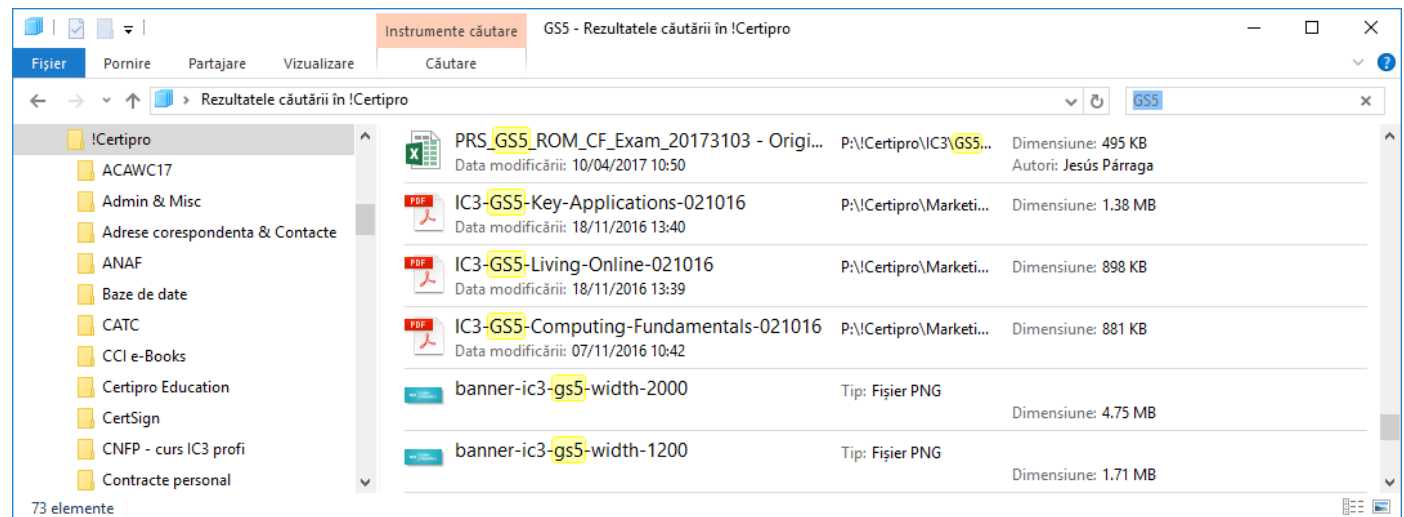 Instrumente căutare
GS5 - Rezultatele căutării în !Certipro
Fișier Pornire Partajare Vizualizare Căutare
Rezultatele căutării în !Certipro
GS5
!Certipro
ACAWC17
Admin & Misc
Adrese corespondenta & Contacte
ANAF
Baze de date
CATC
CCI e-Books
Certipro Education
CertSign
CNFP - curs IC3 profi
Contracte personal
PRS_GS5_ROM_CF_Exam_20173103 - Origi... P:\!Certipro\IC3\GS5... Dimensiune: 495 KB
Data modificării: 10/04/2017 10:50 Autori: Jesús Párraga
IC3-GS5-Key-Applications-021016 P:\!Certipro\Marketi... Dimensiune: 1.38 MB
Data modificării: 18/11/2016 13:40
IC3-GS5-Living-Online-021016 P:\!Certipro\Marketi... Dimensiune: 898 KB
Data modificării: 18/11/2016 13:39
IC3-GS5-Computing-Fundamentals-021016 P:\!Certipro\Marketi... Dimensiune: 881 KB
Data modificării: 07/11/2016 10:42
banner-ic3-gs5-width-2000 Tip: Fișier PNG
Dimensiune: 4.75 MB
banner-ic3-gs5-width-1200 Tip: Fișier PNG
Dimensiune: 1.71 MB
73 elemente